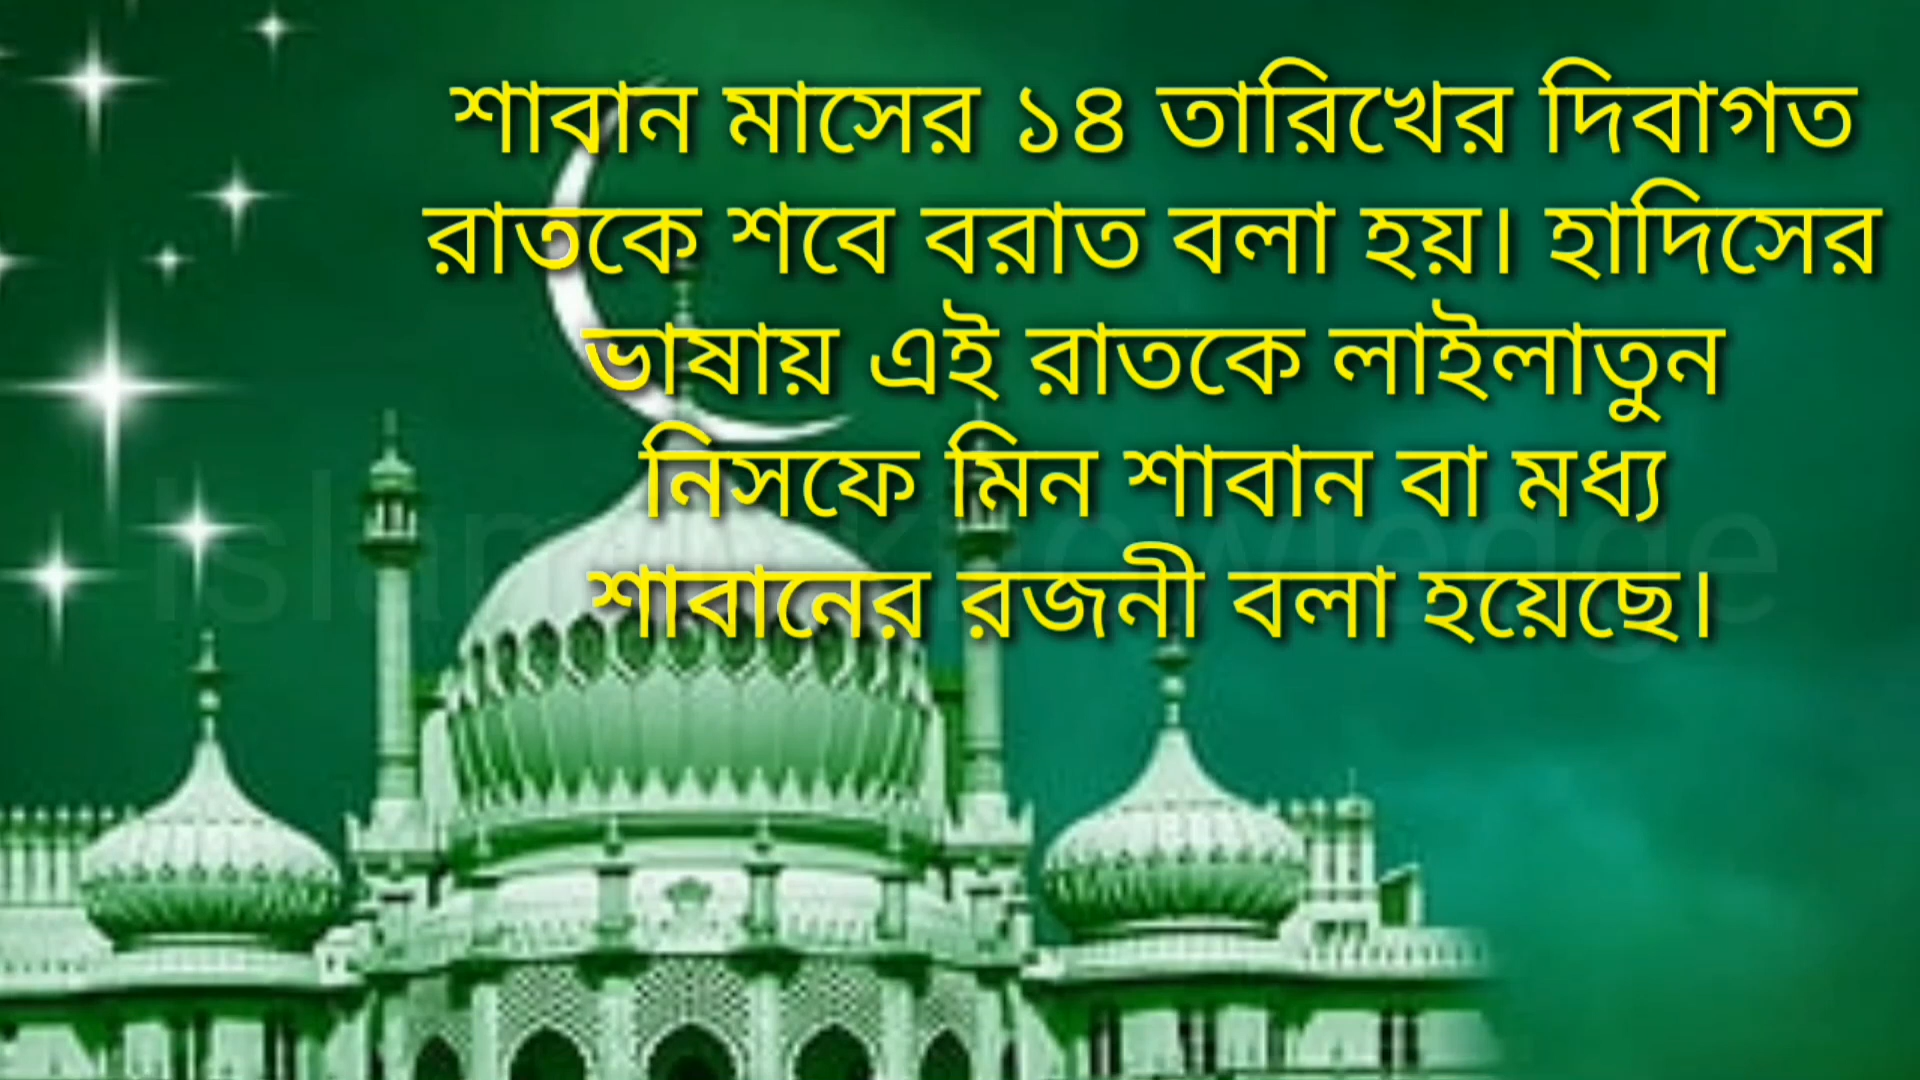 শাবান মাসের ১৪ তারিখের দিবাগত
রাতকে শবে বরাত বলা হয়। হাদিসের
ভাষায় এই রাতকে লাইলাতুন
নিসফে মিন শাবান বা মধ্য
শাবানের রজনী বলা হয়েছে।